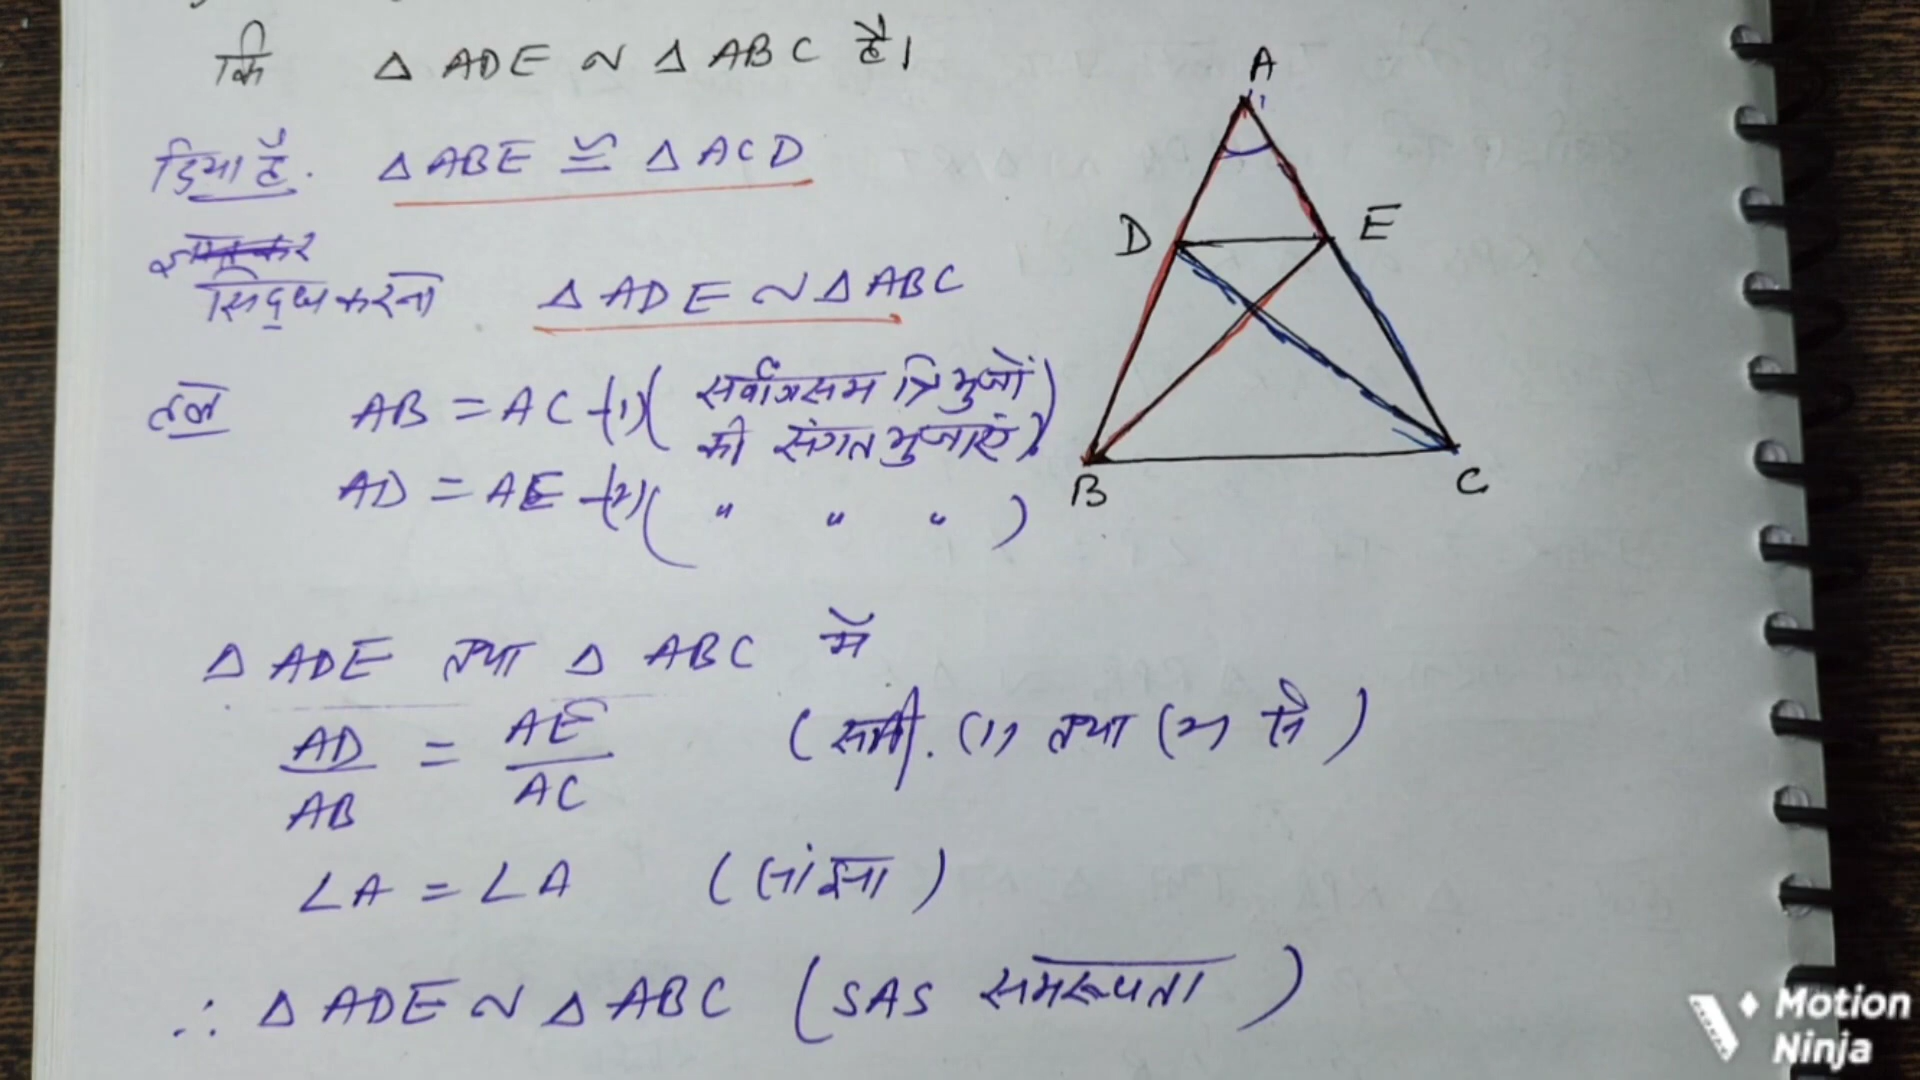 कि △ ADE ~ △ ABC है।
दिया है. △ ABE ≅ △ ACD
सिद्ध करना △ ADE ~ △ ABC
हल AB = AC -(1) ( सर्वांगसम त्रिभुजों
की संगत भुजाएं )
AD = AE -(2) ( " " " )
△ ADE तथा △ ABC में
AD/AB = AE/AC ( समी. (1) तथा (2) से )
∠A = ∠A ( सांझा )
∴ △ ADE ~ △ ABC ( SAS समरूपता )
A
D
E
B
C
Motion
Ninja